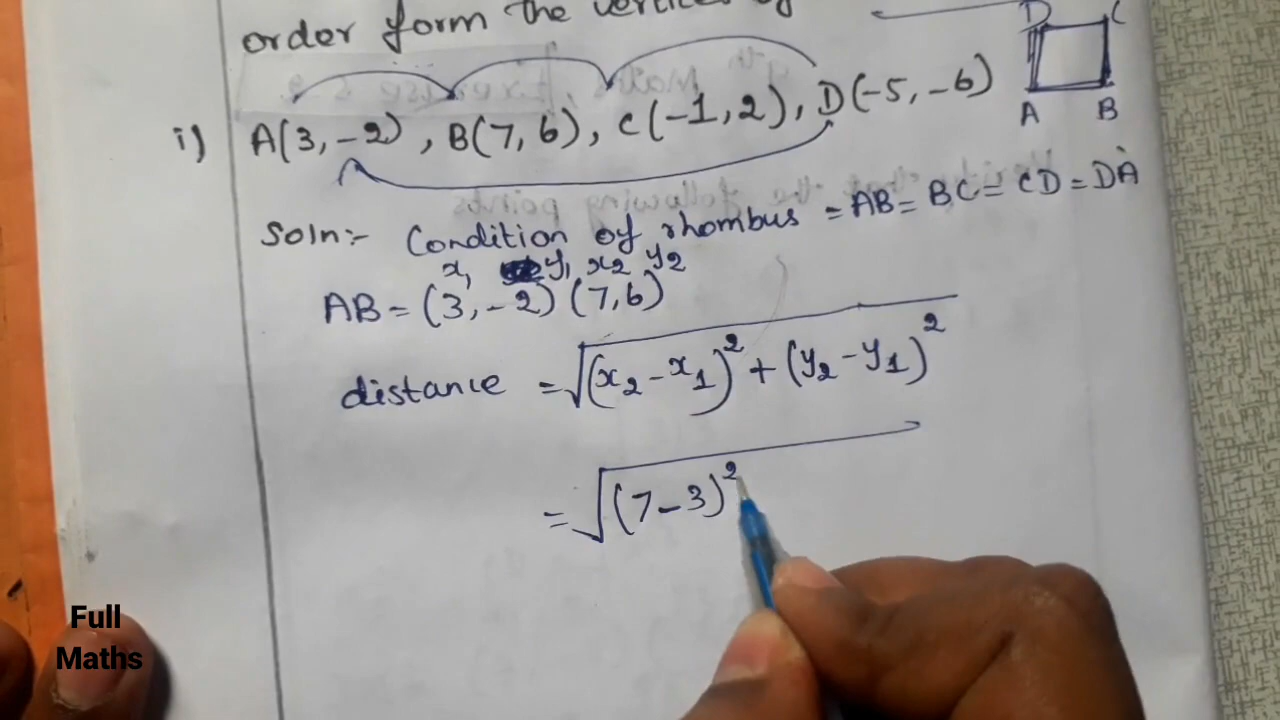 order form the vertices of
D C
i) A(3, -2), B(7, 6), C(-1, 2), D(-5, -6)
A B
Soln:- Condition of rhombus = AB = BC = CD = DA
x₁ y₁ x₂ y₂
AB = (3, -2) (7, 6)
distance = √(x₂ - x₁)² + (y₂ - y₁)²
= √(7 - 3)²
Full
Maths